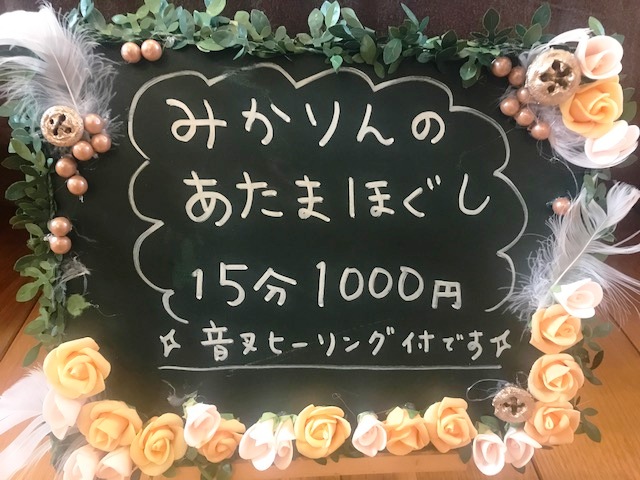 みかりんの
あたまほぐし
15分1000円
☆音叉ヒーリング付です☆